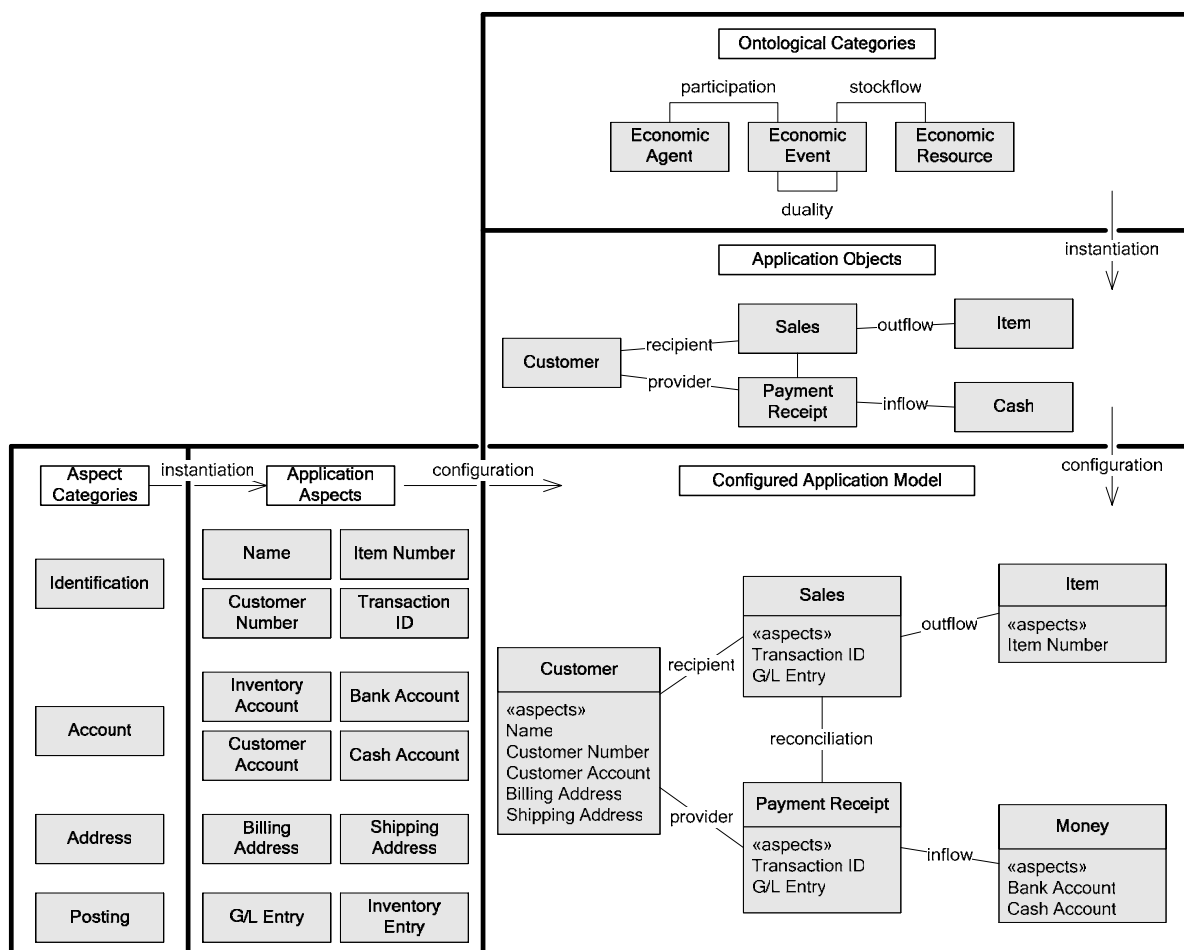 Ontological Categories
participation
stockflow
Economic
Agent
Economic
Event
Economic
Resource
duality
instantiation
Application Objects
Customer
recipient
provider
Sales
Payment
Receipt
outflow
inflow
Item
Cash
configuration
Aspect
Categories
instantiation
Application
Aspects
configuration
Identification
Account
Address
Posting
Name
Item Number
Customer
Number
Transaction
ID
Inventory
Account
Bank Account
Customer
Account
Cash Account
Billing
Address
Shipping
Address
G/L Entry
Inventory
Entry
Configured Application Model
Customer
«aspects»
Name
Customer Number
Customer Account
Billing Address
Shipping Address
recipient
provider
Sales
«aspects»
Transaction ID
G/L Entry
reconciliation
Payment Receipt
«aspects»
Transaction ID
G/L Entry
outflow
inflow
Item
«aspects»
Item Number
Money
«aspects»
Bank Account
Cash Account